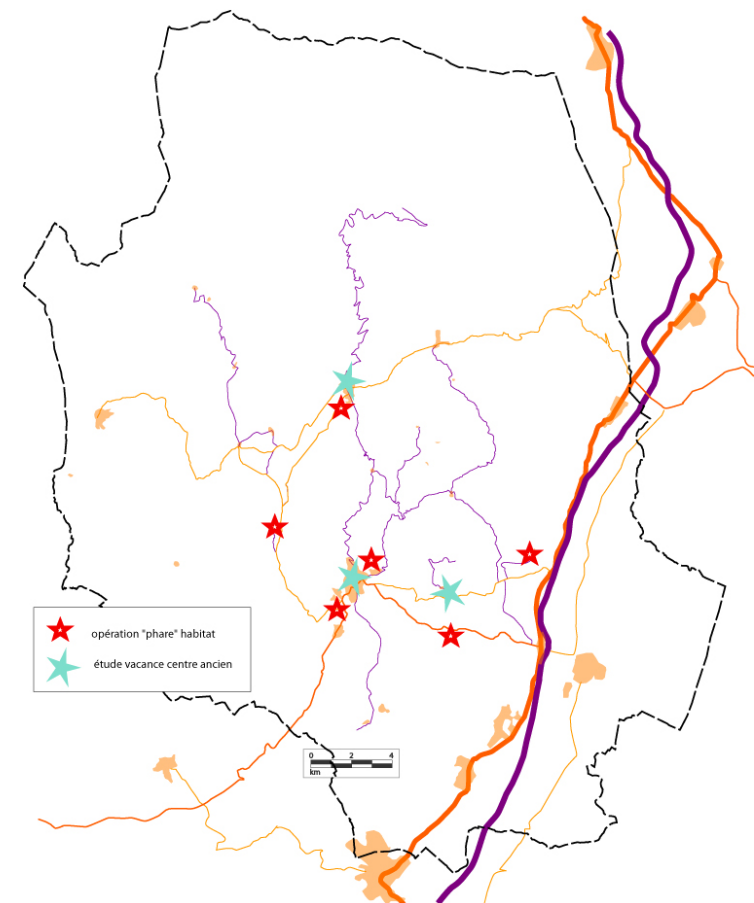 opération "phare" habitat
étude vacance centre ancien
0 2 4
km